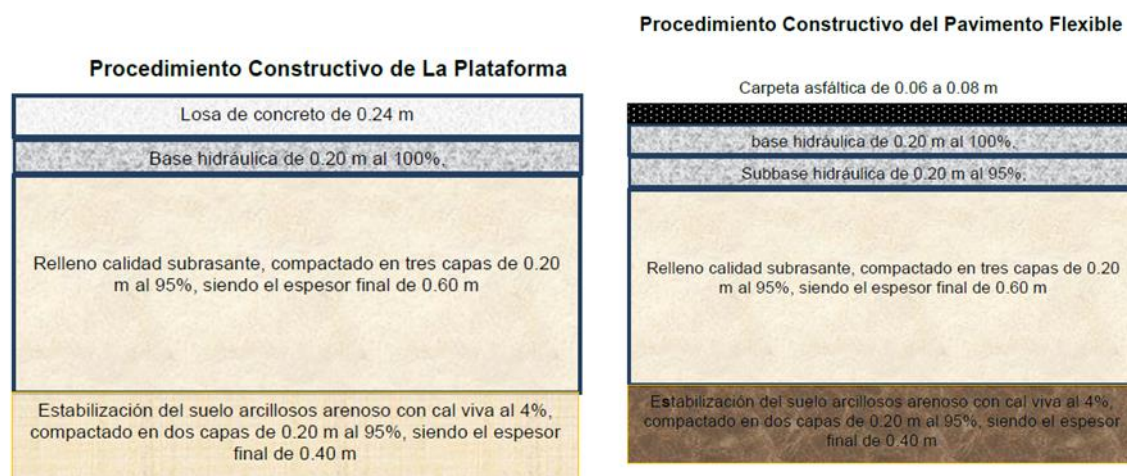 Procedimiento Constructivo de La Plataforma
Losa de concreto de 0.24 m
Base hidráulica de 0.20 m al 100%,
Relleno calidad subrasante, compactado en tres capas de 0.20
m al 95%, siendo el espesor final de 0.60 m
Estabilización del suelo arcillosos arenoso con cal viva al 4%,
compactado en dos capas de 0.20 m al 95%, siendo el espesor
final de 0.40 m
Procedimiento Constructivo del Pavimento Flexible
Carpeta asfáltica de 0.06 a 0.08 m
base hidráulica de 0.20 m al 100%,
Subbase hidráulica de 0.20 m al 95%,
Relleno calidad subrasante, compactado en tres capas de 0.20
m al 95%, siendo el espesor final de 0.60 m
Estabilización del suelo arcillosos arenoso con cal viva al 4%,
compactado en dos capas de 0.20 m al 95%, siendo el espesor
final de 0.40 m